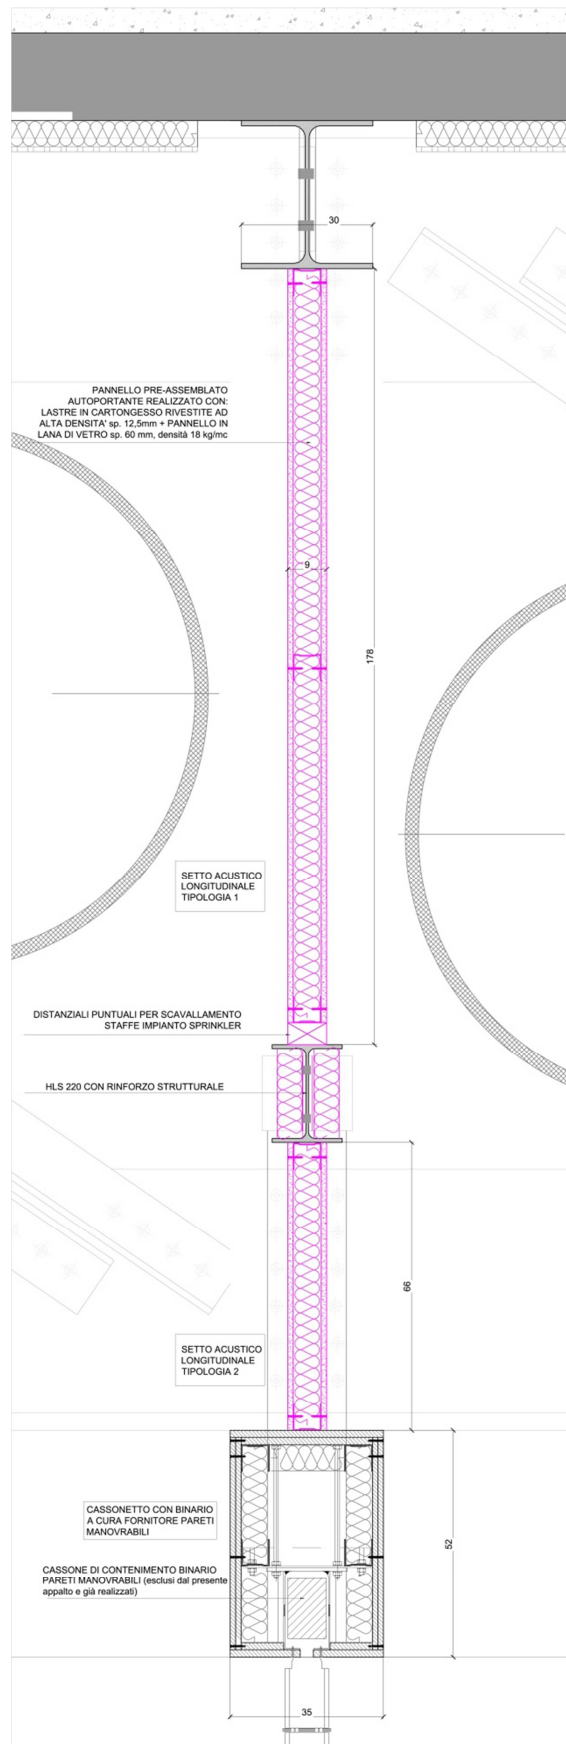 30
PANNELLO PRE-ASSEMBLATO
AUTOPORTANTE REALIZZATO CON:
LASTRE IN CARTONGESSO RIVESTITE AD
ALTA DENSITA' sp. 12,5mm + PANNELLO IN
LANA DI VETRO sp. 60 mm, densità 18 kg/mc
9
178
SETTO ACUSTICO
LONGITUDINALE
TIPOLOGIA 1
DISTANZIALI PUNTUALI PER SCAVALLAMENTO
STAFFE IMPIANTO SPRINKLER
HLS 220 CON RINFORZO STRUTTURALE
66
SETTO ACUSTICO
LONGITUDINALE
TIPOLOGIA 2
CASSONETTO CON BINARIO
A CURA FORNITORE PARETI
MANOVRABILI
52
CASSONE DI CONTENIMENTO BINARIO
PARETI MANOVRABILI (esclusi dal presente
appalto e già realizzati)
35